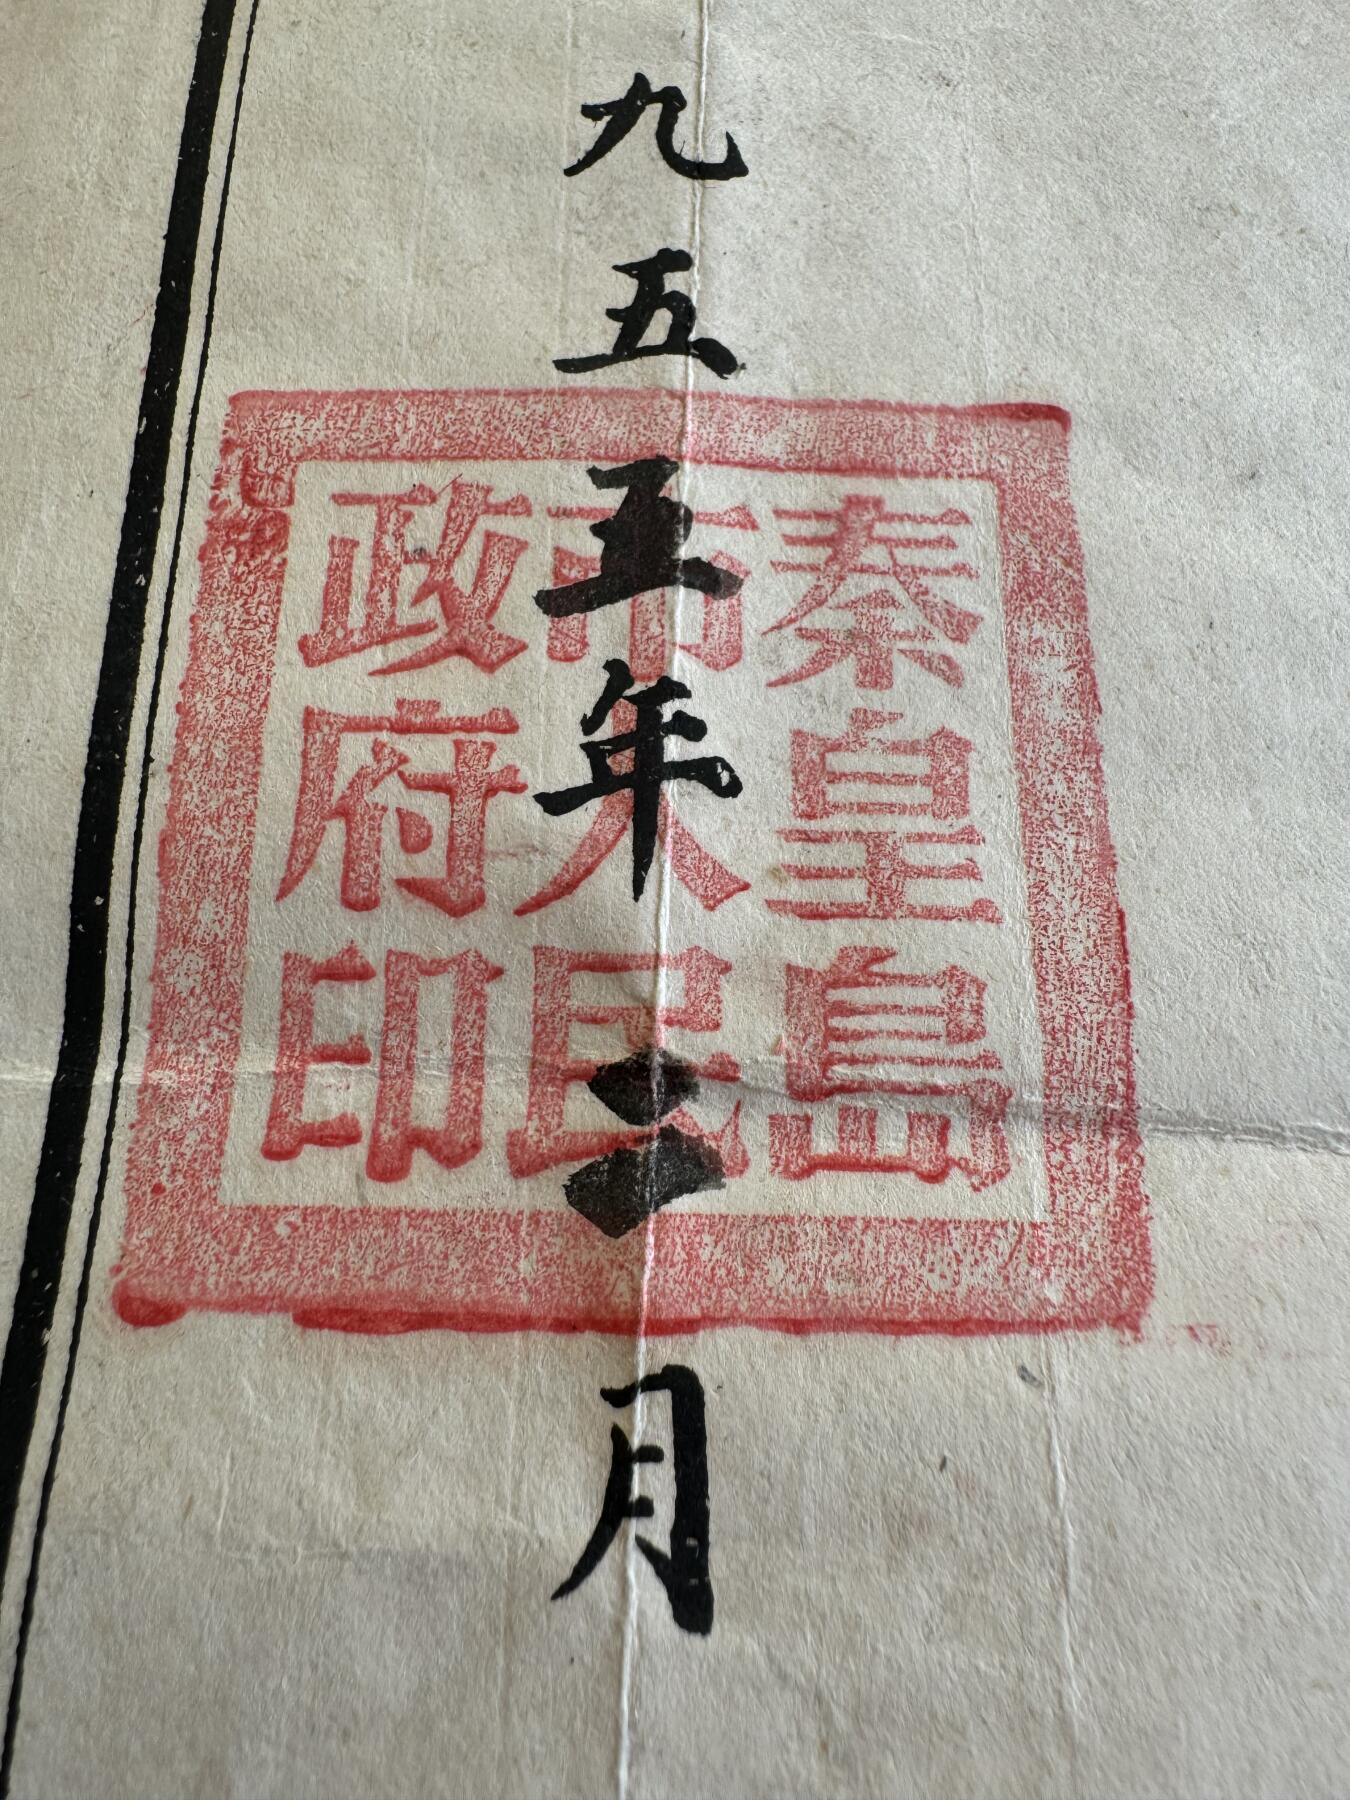 九五五年二月
秦皇島
市人民
政府印